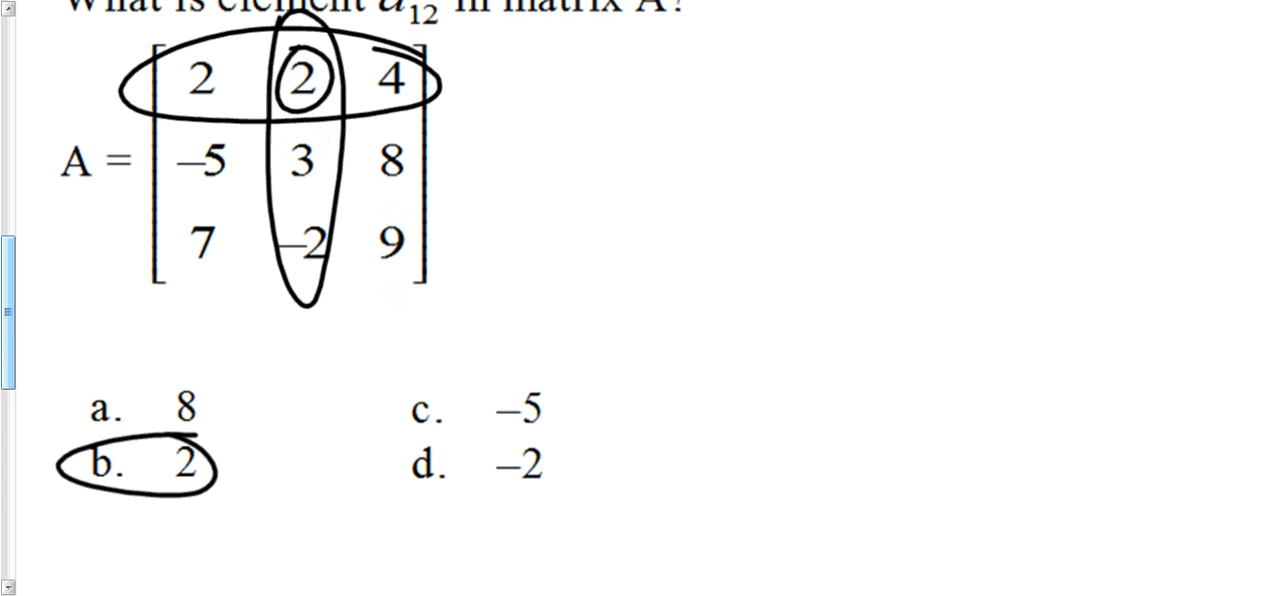 What is element a12 in matrix A?
2 2 4
A = –5 3 8
7 –2 9
a. 8 c. –5
b. 2 d. –2